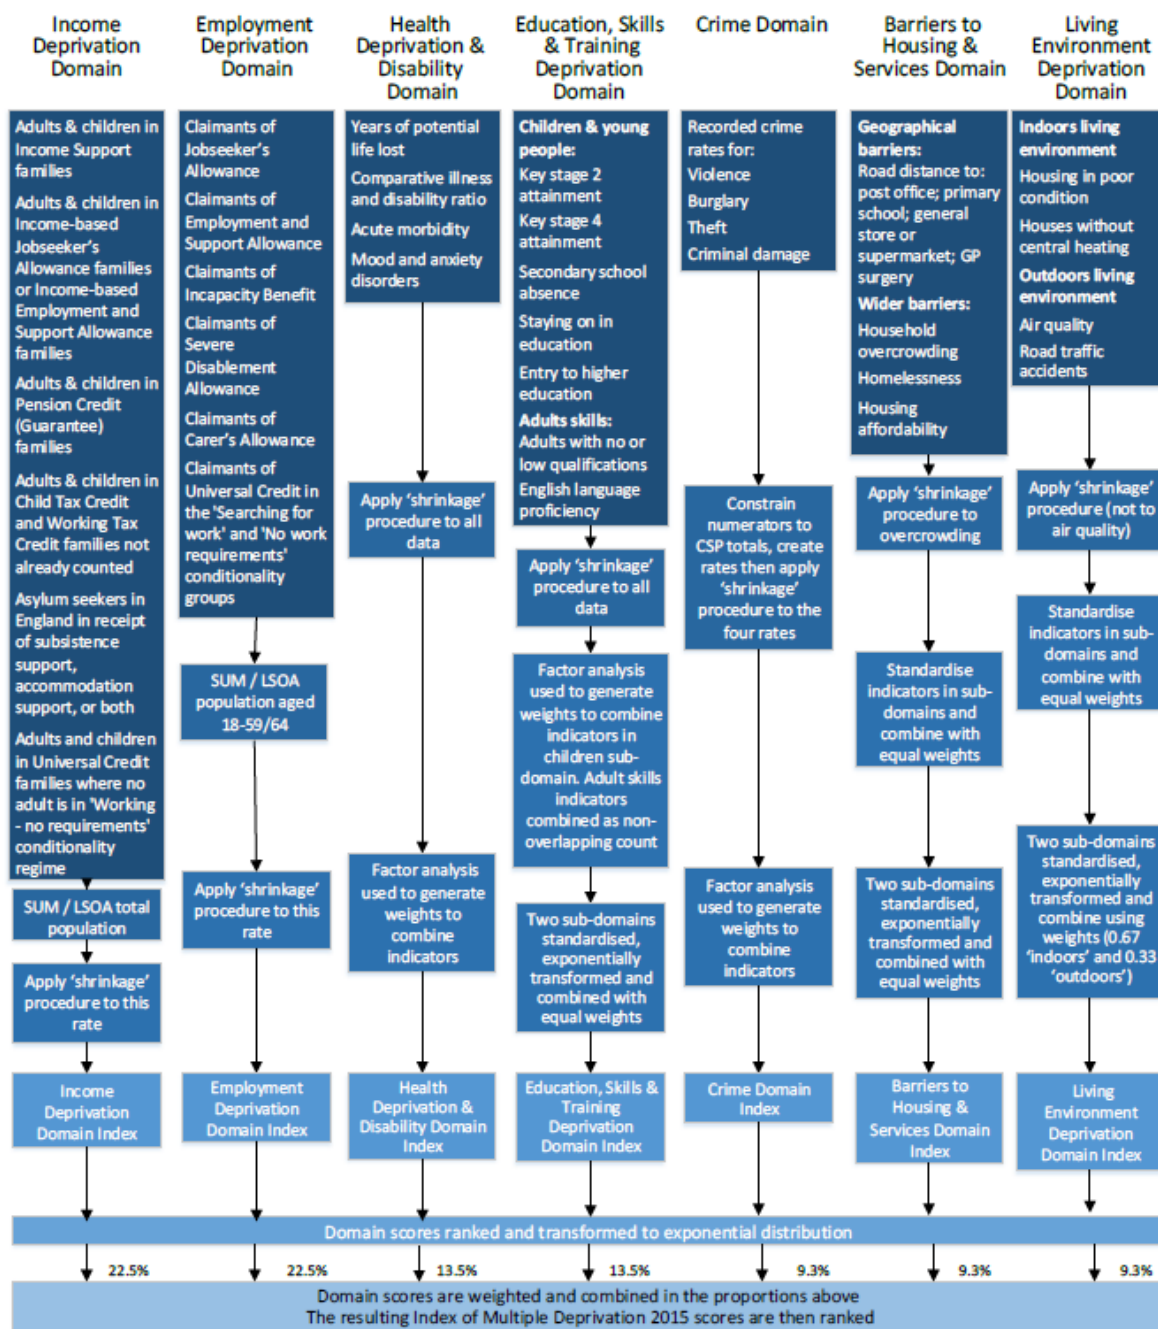 Income
Deprivation
Domain
Adults & children in
Income Support
families
Adults & children in
Income-based
Jobseeker's
Allowance families
or Income-based
Employment and
Support Allowance
families
Adults & children in
Pension Credit
(Guarantee)
families
Adults & children in
Child Tax Credit
and Working Tax
Credit families not
already counted
Asylum seekers in
England in receipt
of subsistence
support,
accommodation
support, or both
Adults and children
in Universal Credit
families where no
adult is in 'Working
- no requirements'
conditionality
regime
SUM / LSOA total
population
Apply 'shrinkage'
procedure to this
rate
Income
Deprivation
Domain Index
Employment
Deprivation
Domain
Claimants of
Jobseeker's
Allowance
Claimants of
Employment and
Support Allowance
Claimants of
Incapacity Benefit
Claimants of
Severe
Disablement
Allowance
Claimants of
Carer's Allowance
Claimants of
Universal Credit in
the 'Searching for
work' and 'No work
requirements'
conditionality
groups
SUM / LSOA
population aged
18-59/64
Apply 'shrinkage'
procedure to this
rate
Employment
Deprivation
Domain Index
Health
Deprivation &
Disability
Domain
Years of potential
life lost
Comparative illness
and disability ratio
Acute morbidity
Mood and anxiety
disorders
Apply 'shrinkage'
procedure to all
data
Factor analysis
used to generate
weights to
combine
indicators
Health
Deprivation &
Disability Domain
Index
Education, Skills
& Training
Deprivation
Domain
Children & young
people:
Key stage 2
attainment
Key stage 4
attainment
Secondary school
absence
Staying on in
education
Entry to higher
education
Adults skills:
Adults with no or
low qualifications
English language
proficiency
Apply 'shrinkage'
procedure to all
data
Factor analysis
used to generate
weights to combine
indicators in
children sub-
domain. Adult skills
indicators
combined as non-
overlapping count
Two sub-domains
standardised,
exponentially
transformed and
combined with
equal weights
Education, Skills &
Training
Deprivation
Domain Index
Crime Domain
Recorded crime
rates for:
Violence
Burglary
Theft
Criminal damage
Constrain
numerators to
CSP totals, create
rates then apply
'shrinkage'
procedure to the
four rates
Factor analysis
used to generate
weights to
combine
indicators
Crime Domain
Index
Barriers to
Housing &
Services Domain
Geographical
barriers:
Road distance to:
post office; primary
school; general
store or
supermarket; GP
surgery
Wider barriers:
Household
overcrowding
Homelessness
Housing
affordability
Apply 'shrinkage'
procedure to
overcrowding
Standardise
indicators in sub-
domains and
combine with
equal weights
Two sub-domains
standardised,
exponentially
transformed and
combined with
equal weights
Barriers to
Housing &
Services Domain
Index
Living
Environment
Deprivation
Domain
Indoors living
environment
Housing in poor
condition
Houses without
central heating
Outdoors living
environment
Air quality
Road traffic
accidents
Apply 'shrinkage'
procedure (not to
air quality)
Standardise
indicators in sub-
domains and
combine with
equal weights
Two sub-domains
standardised,
exponentially
transformed and
combine using
weights (0.67
'indoors' and 0.33
'outdoors')
Living
Environment
Deprivation
Domain Index
Domain scores ranked and transformed to exponential distribution
22.5% 22.5% 13.5% 13.5% 9.3% 9.3% 9.3%
Domain scores are weighted and combined in the proportions above
The resulting Index of Multiple Deprivation 2015 scores are then ranked